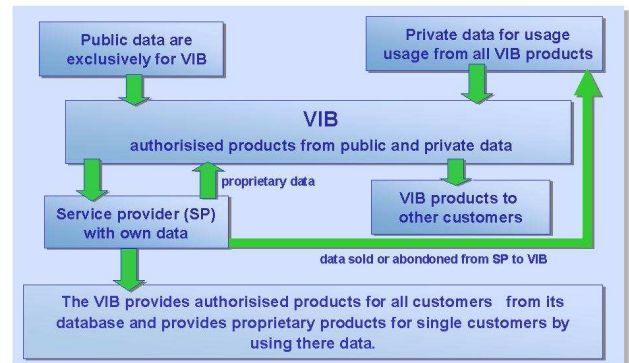 Public data are
exclusively for VIB
Private data for usage
usage from all VIB products
VIB
authorisised products from public and private data
proprietary data
Service provider (SP)
with own data
VIB products to
other customers
data sold or abondoned from SP to VIB
The VIB provides authorisised products for all customers from its
database and provides proprietary products for single customers by
using there data.